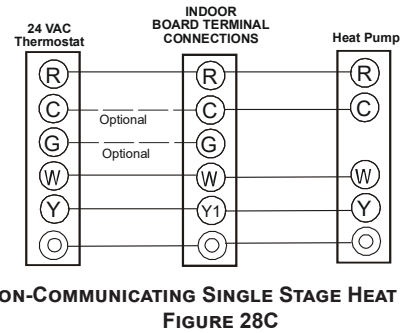 24 VAC
Thermostat
INDOOR
BOARD TERMINAL
CONNECTIONS
Heat Pump
R R R
C Optional C C
G Optional G
W W W
Y Y1 Y
O O O
ON-COMMUNICATING SINGLE STAGE HEAT
FIGURE 28C